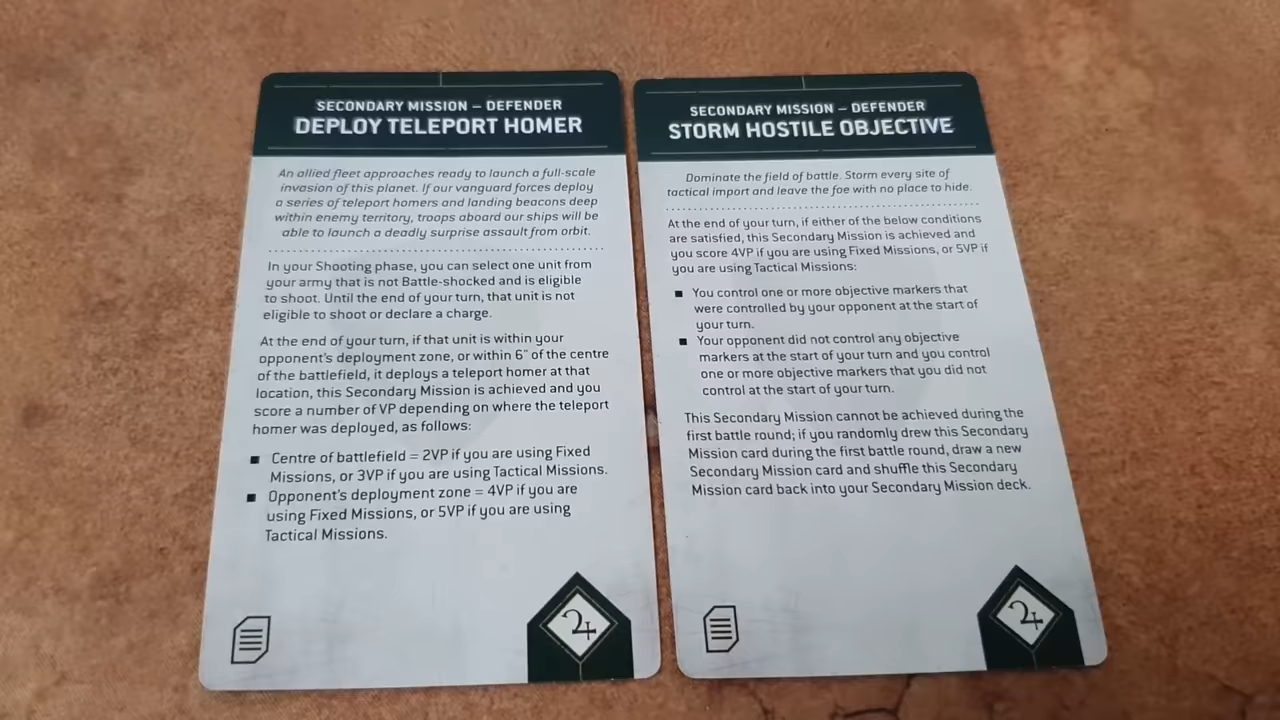 SECONDARY MISSION – DEFENDER
DEPLOY TELEPORT HOMER
An allied fleet approaches ready to launch a full-scale
invasion of this planet. If our vanguard forces deploy
a series of teleport homers and landing beacons deep
within enemy territory, troops aboard our ships will be
able to launch a deadly surprise assault from orbit.
In your Shooting phase, you can select one unit from
your army that is not Battle-shocked and is eligible
to shoot. Until the end of your turn, that unit is not
eligible to shoot or declare a charge.
At the end of your turn, if that unit is within your
opponent's deployment zone, or within 6" of the centre
of the battlefield, it deploys a teleport homer at that
location, this Secondary Mission is achieved and you
score a number of VP depending on where the teleport
homer was deployed, as follows:
■ Centre of battlefield = 2VP if you are using Fixed
Missions, or 3VP if you are using Tactical Missions.
■ Opponent's deployment zone = 4VP if you are
using Fixed Missions, or 5VP if you are using
Tactical Missions.
SECONDARY MISSION – DEFENDER
STORM HOSTILE OBJECTIVE
Dominate the field of battle. Storm every site of
tactical import and leave the foe with no place to hide.
At the end of your turn, if either of the below conditions
are satisfied, this Secondary Mission is achieved and
you score 4VP if you are using Fixed Missions, or 5VP if
you are using Tactical Missions:
■ You control one or more objective markers that
were controlled by your opponent at the start of
your turn.
■ Your opponent did not control any objective
markers at the start of your turn and you control
one or more objective markers that you did not
control at the start of your turn.
This Secondary Mission cannot be achieved during the
first battle round; if you randomly drew this Secondary
Mission card during the first battle round, draw a new
Secondary Mission card and shuffle this Secondary
Mission card back into your Secondary Mission deck.